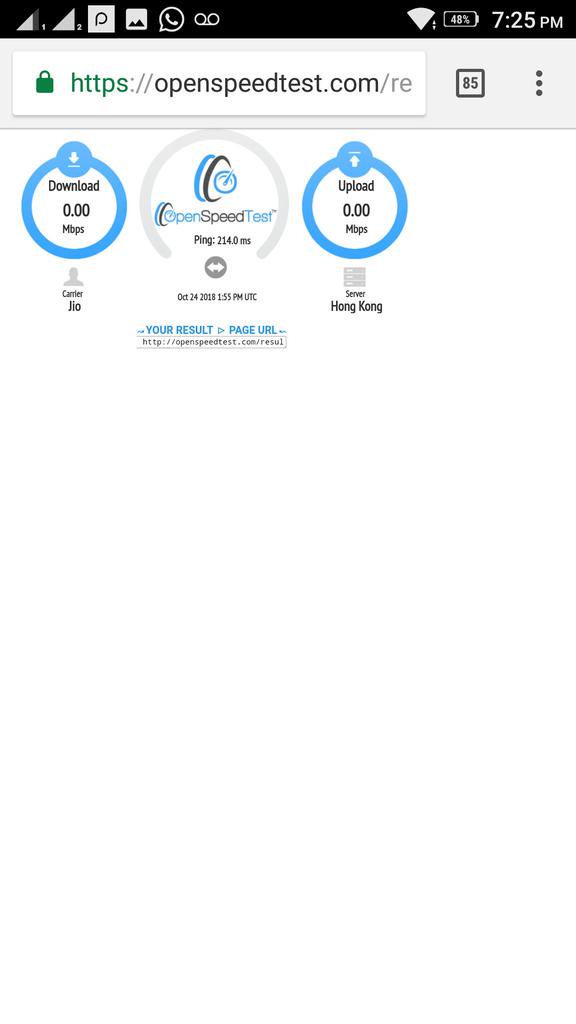 1 2 48% 7:25 PM
https://openspeedtest.com/re 85
Download
0.00
Mbps
Carrier
Jio
OpenSpeedTest™
Ping: 214.0 ms
Oct 24 2018 1:55 PM UTC
Upload
0.00
Mbps
Server
Hong Kong
YOUR RESULT ▷ PAGE URL
http://openspeedtest.com/resul